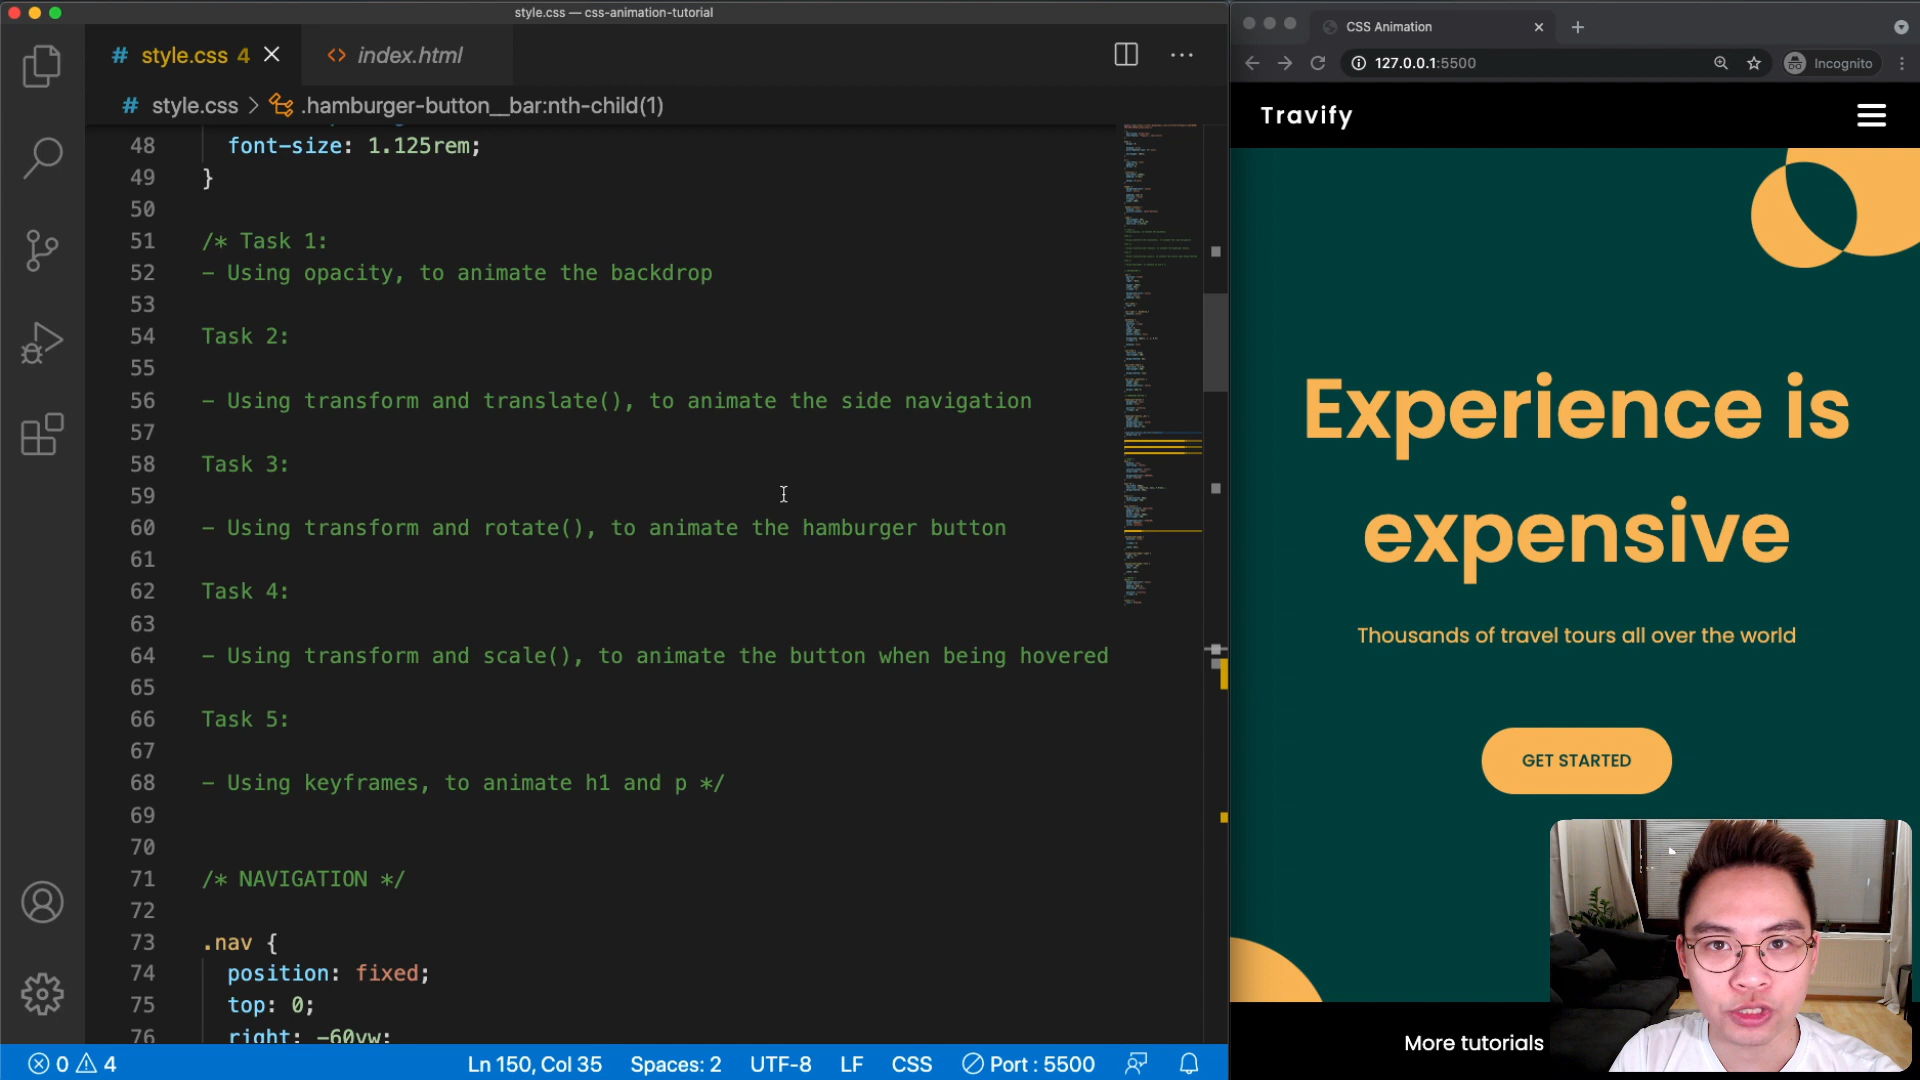 style.css — css-animation-tutorial
# style.css 4
<> index.html
# style.css > .hamburger-button__bar:nth-child(1)
48 font-size: 1.125rem;
49 }
50
51 /* Task 1:
52 - Using opacity, to animate the backdrop
53
54 Task 2:
55
56 - Using transform and translate(), to animate the side navigation
57
58 Task 3:
59
60 - Using transform and rotate(), to animate the hamburger button
61
62 Task 4:
63
64 - Using transform and scale(), to animate the button when being hovered
65
66 Task 5:
67
68 - Using keyframes, to animate h1 and p */
69
70
71 /* NAVIGATION */
72
73 .nav {
74 position: fixed;
75 top: 0;
76 right: -60vw;
0 4
Ln 150, Col 35 Spaces: 2 UTF-8 LF CSS Port : 5500
CSS Animation
127.0.0.1:5500
Incognito
Travify
Experience is
expensive
Thousands of travel tours all over the world
GET STARTED
More tutorials